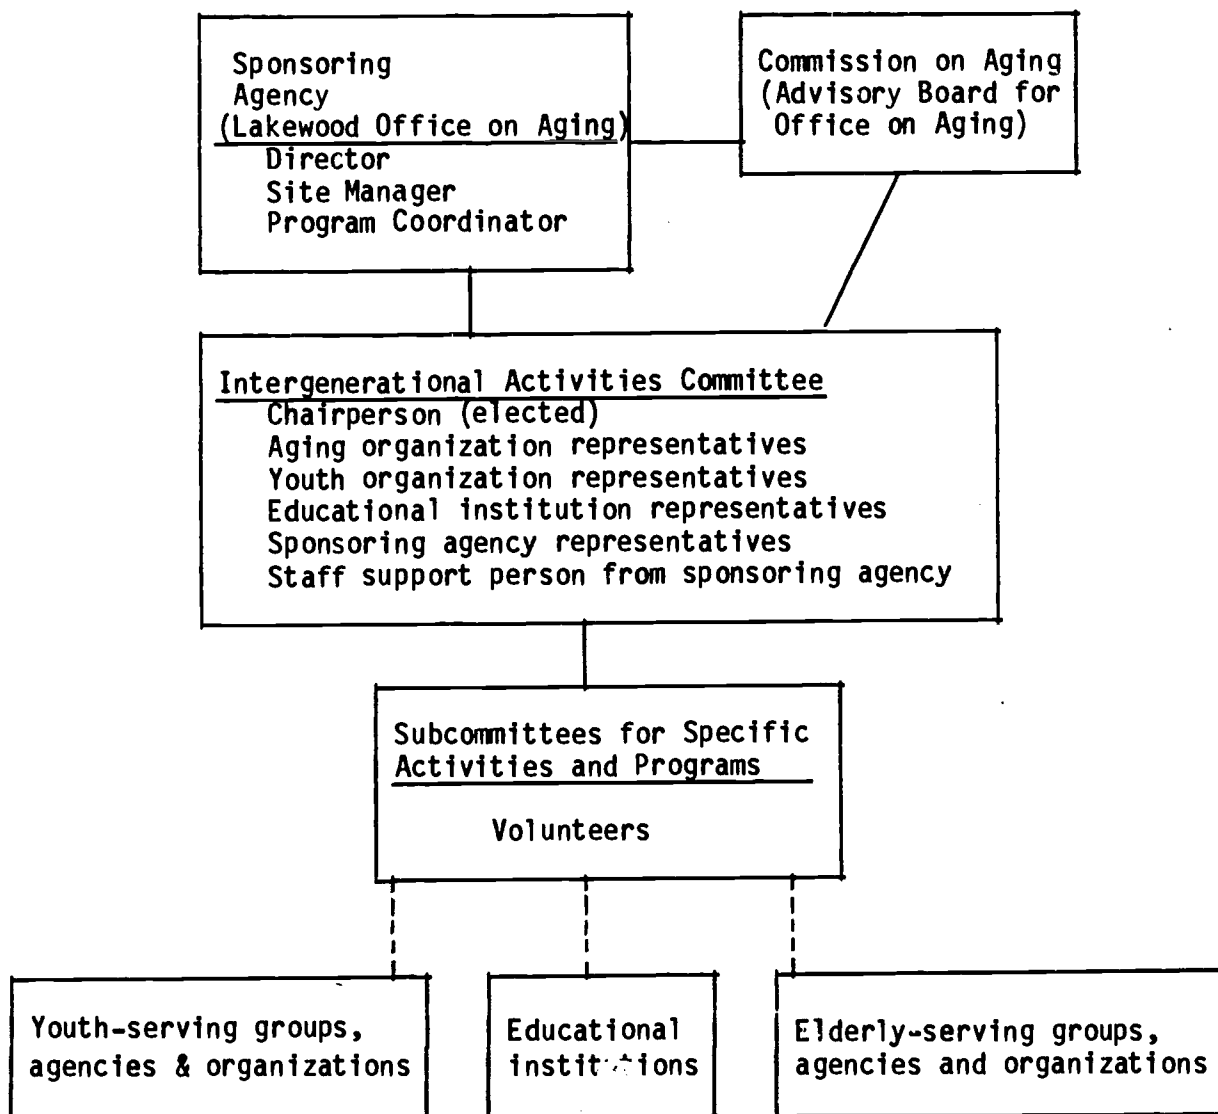 Sponsoring
Agency
(Lakewood Office on Aging)
Director
Site Manager
Program Coordinator
Commission on Aging
(Advisory Board for
Office on Aging)
Intergenerational Activities Committee
Chairperson (elected)
Aging organization representatives
Youth organization representatives
Educational institution representatives
Sponsoring agency representatives
Staff support person from sponsoring agency
Subcommittees for Specific
Activities and Programs
Volunteers
Youth-serving groups,
agencies & organizations
Educational
institutions
Elderly-serving groups,
agencies and organizations